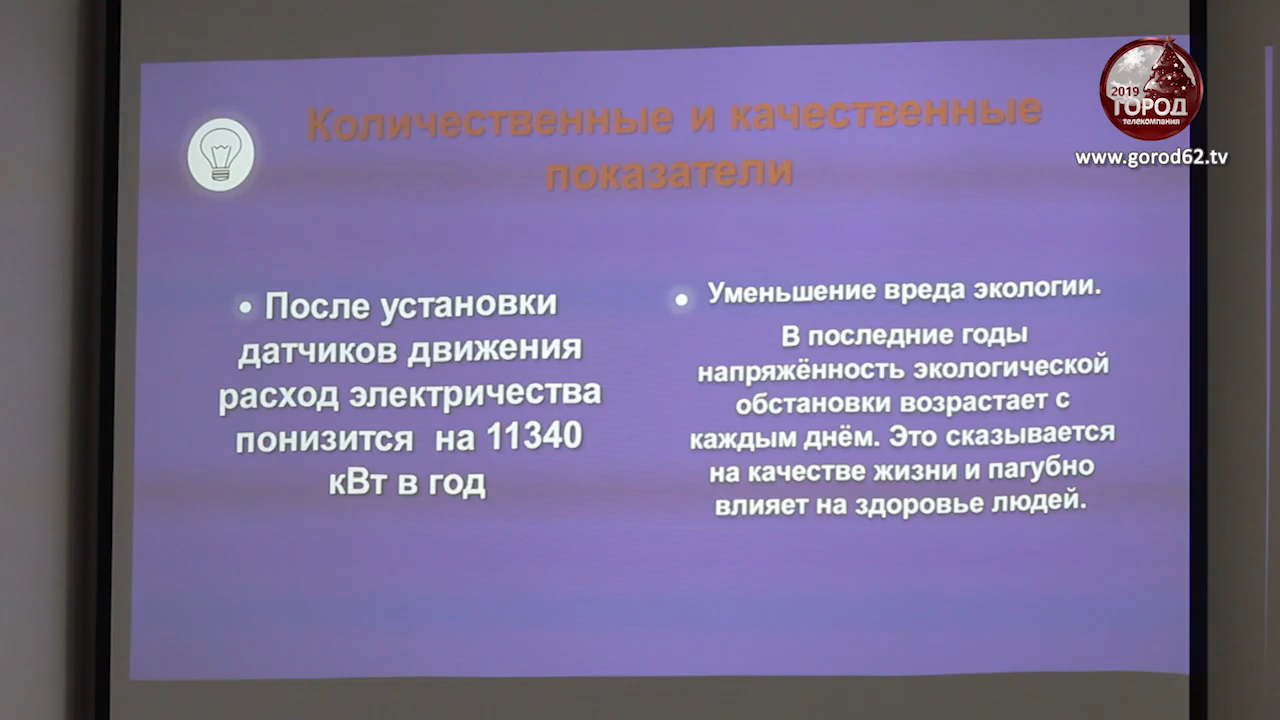 Количественные и качественные
показатели
• После установки
датчиков движения
расход электричества
понизится на 11340
кВт в год
• Уменьшение вреда экологии.
В последние годы
напряжённость экологической
обстановки возрастает с
каждым днём. Это сказывается
на качестве жизни и пагубно
влияет на здоровье людей.
2019
ГОРОД
телекомпания
www.gorod62.tv